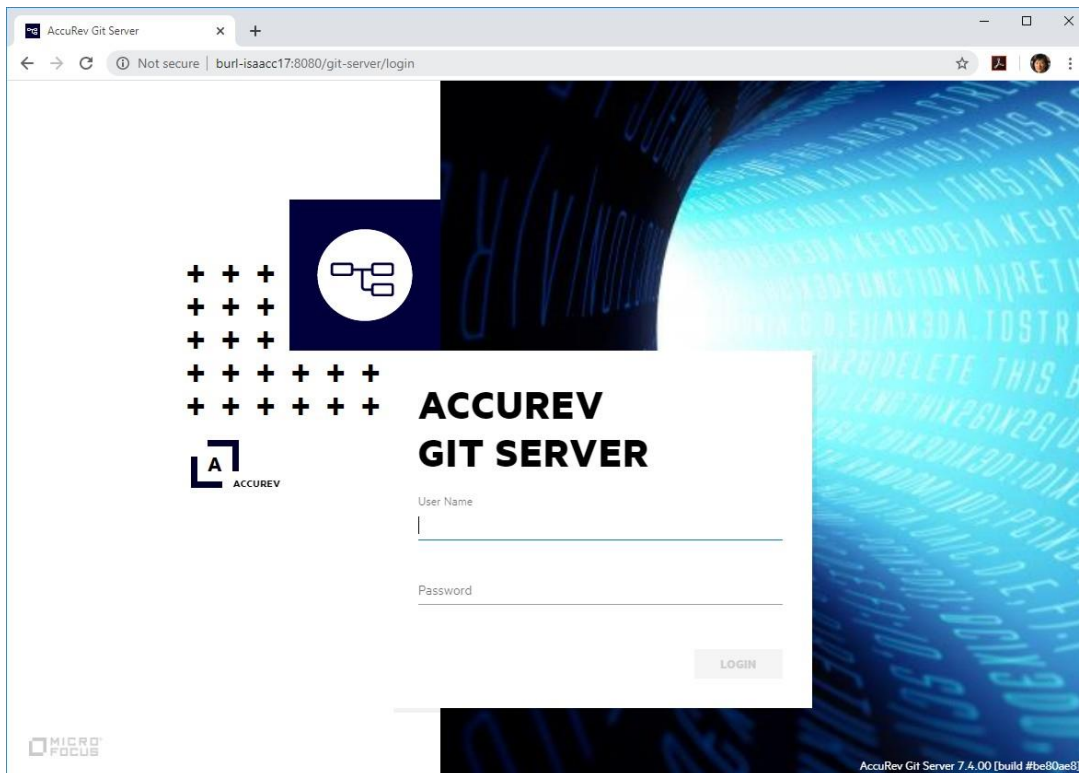 AccuRev Git Server
Not secure | burl-isaacc17:8080/git-server/login
ACCUREV
GIT SERVER
A
ACCUREV
User Name
Password
LOGIN
MICRO
FOCUS
AccuRev Git Server 7.4.00 [build #be80ae8]